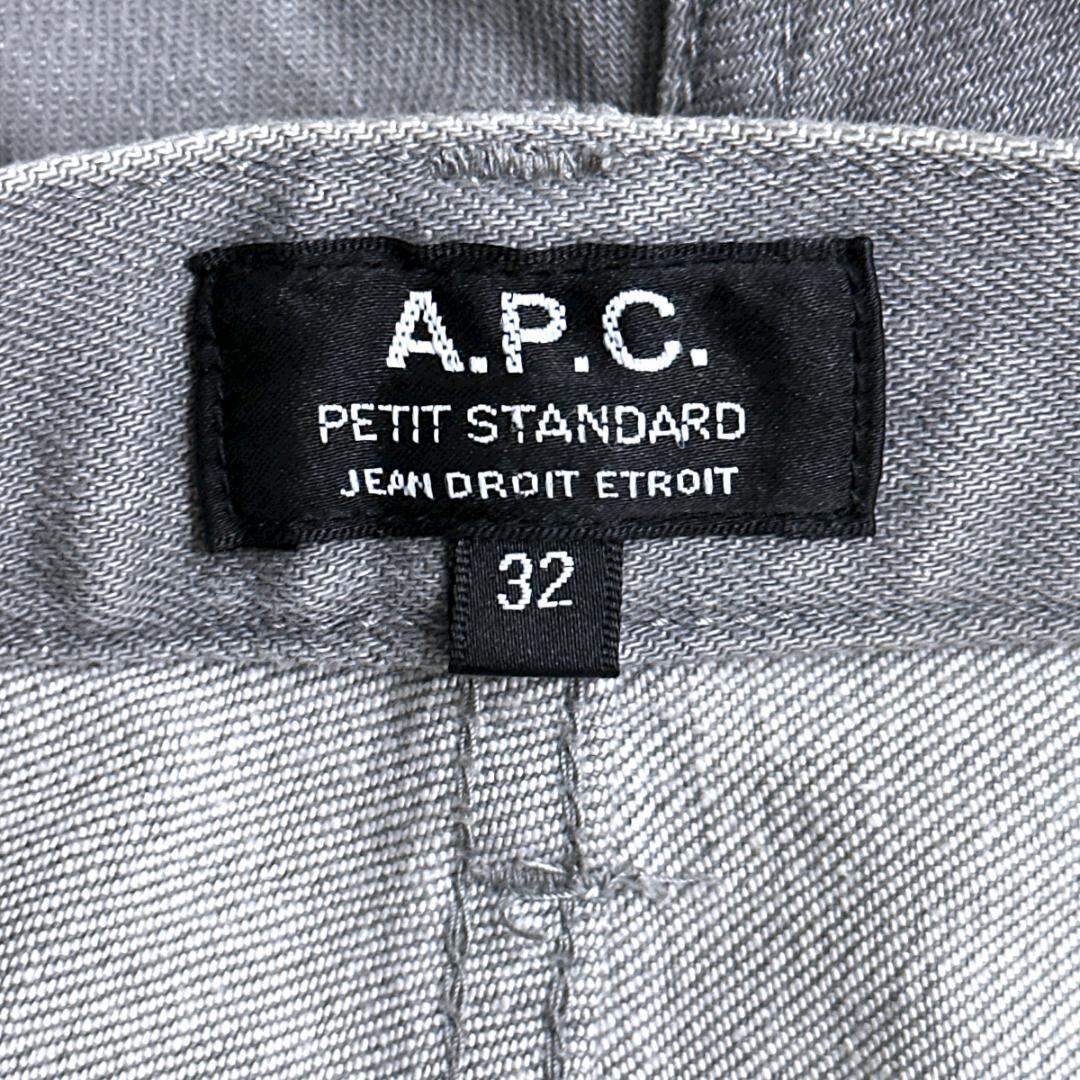 A.P.C.
PETIT STANDARD
JEAN DROIT ETROIT
32